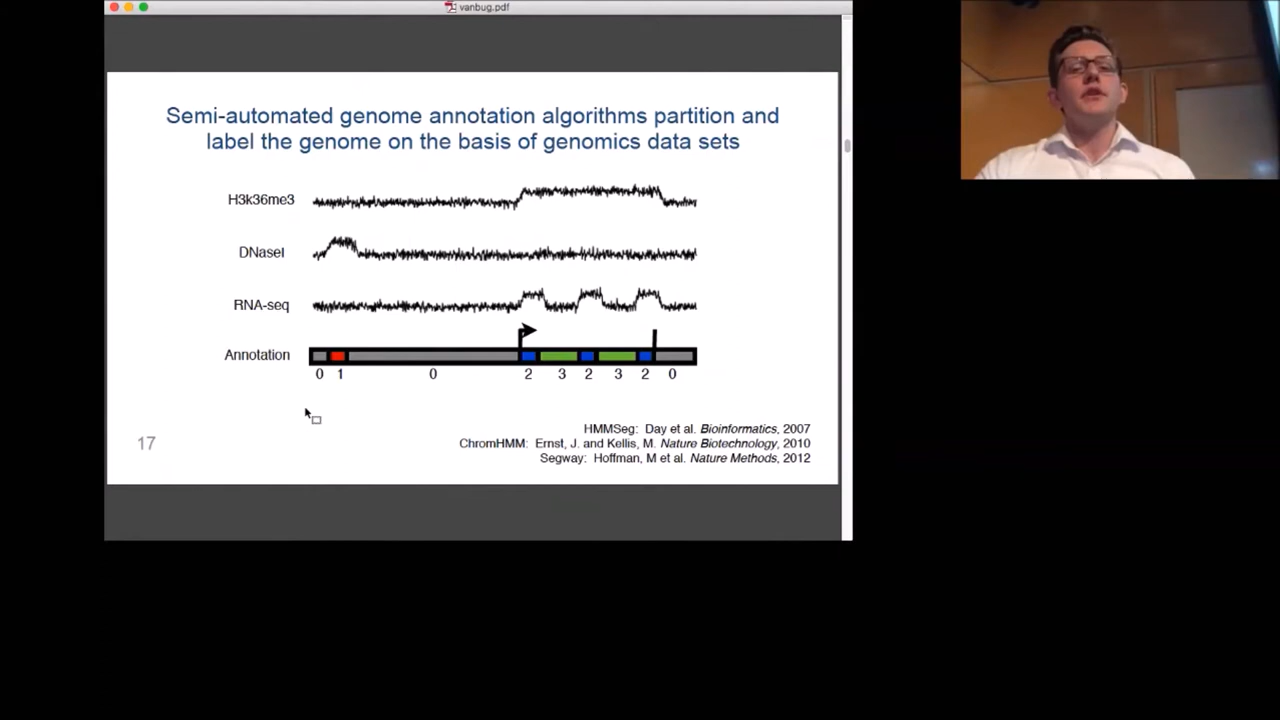 vanbug.pdf
Semi-automated genome annotation algorithms partition and
label the genome on the basis of genomics data sets
H3k36me3
DNaseI
RNA-seq
Annotation
0 1 0 2 3 2 3 2 0
HMMSeg: Day et al. Bioinformatics, 2007
ChromHMM: Ernst, J. and Kellis, M. Nature Biotechnology, 2010
Segway: Hoffman, M et al. Nature Methods, 2012
17